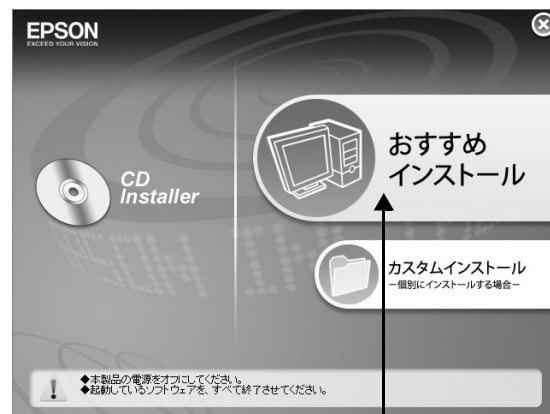 EPSON
EXCEED YOUR VISION
CD
Installer
おすすめ
インストール
カスタムインストール
－個別にインストールする場合－
◆本製品の電源をオフにしてください。
◆起動しているソフトウェアを、すべて終了させてください。